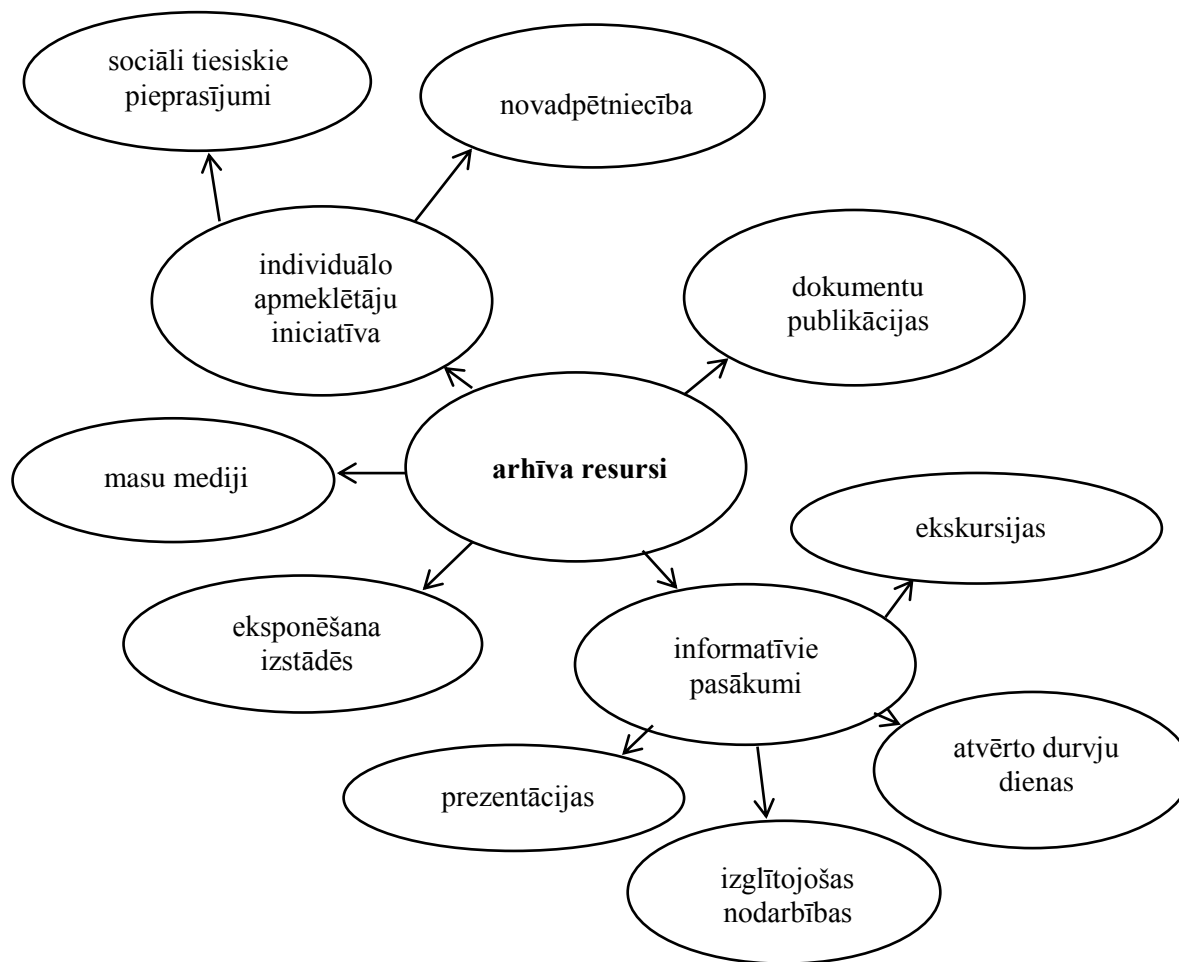 sociāli tiesiskie
pieprasījumi
novadpētniecība
individuālo
apmeklētāju
iniciatīva
dokumentu
publikācijas
masu mediji
arhīva resursi
ekskursijas
eksponēšana
izstādēs
informatīvie
pasākumi
atvērto durvju
dienas
prezentācijas
izglītojošas
nodarbības